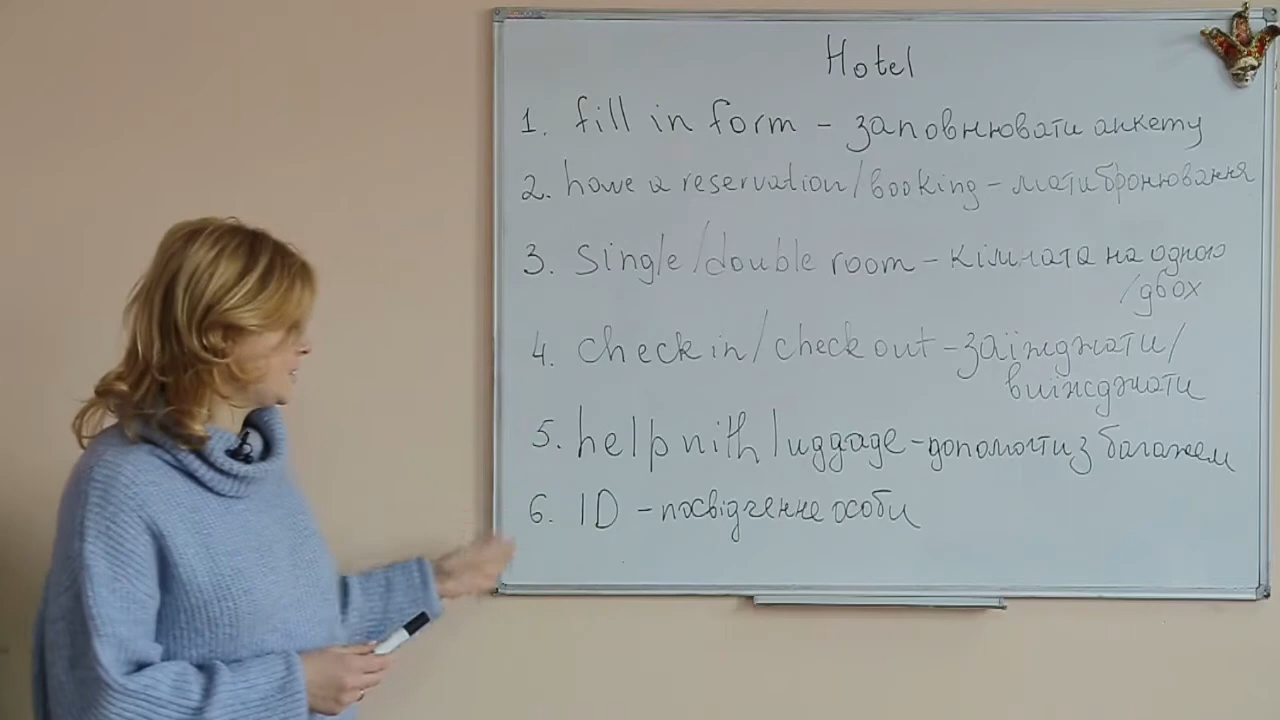 Hotel
1. fill in form - заповнювати анкету
2. have a reservation/booking - мати бронювання
3. single/double room - кімната на одного
/двох
4. check in/check out - заїжджати/
виїжджати
5. help with luggage - допомогти з багажем
6. ID - посвідчення особи